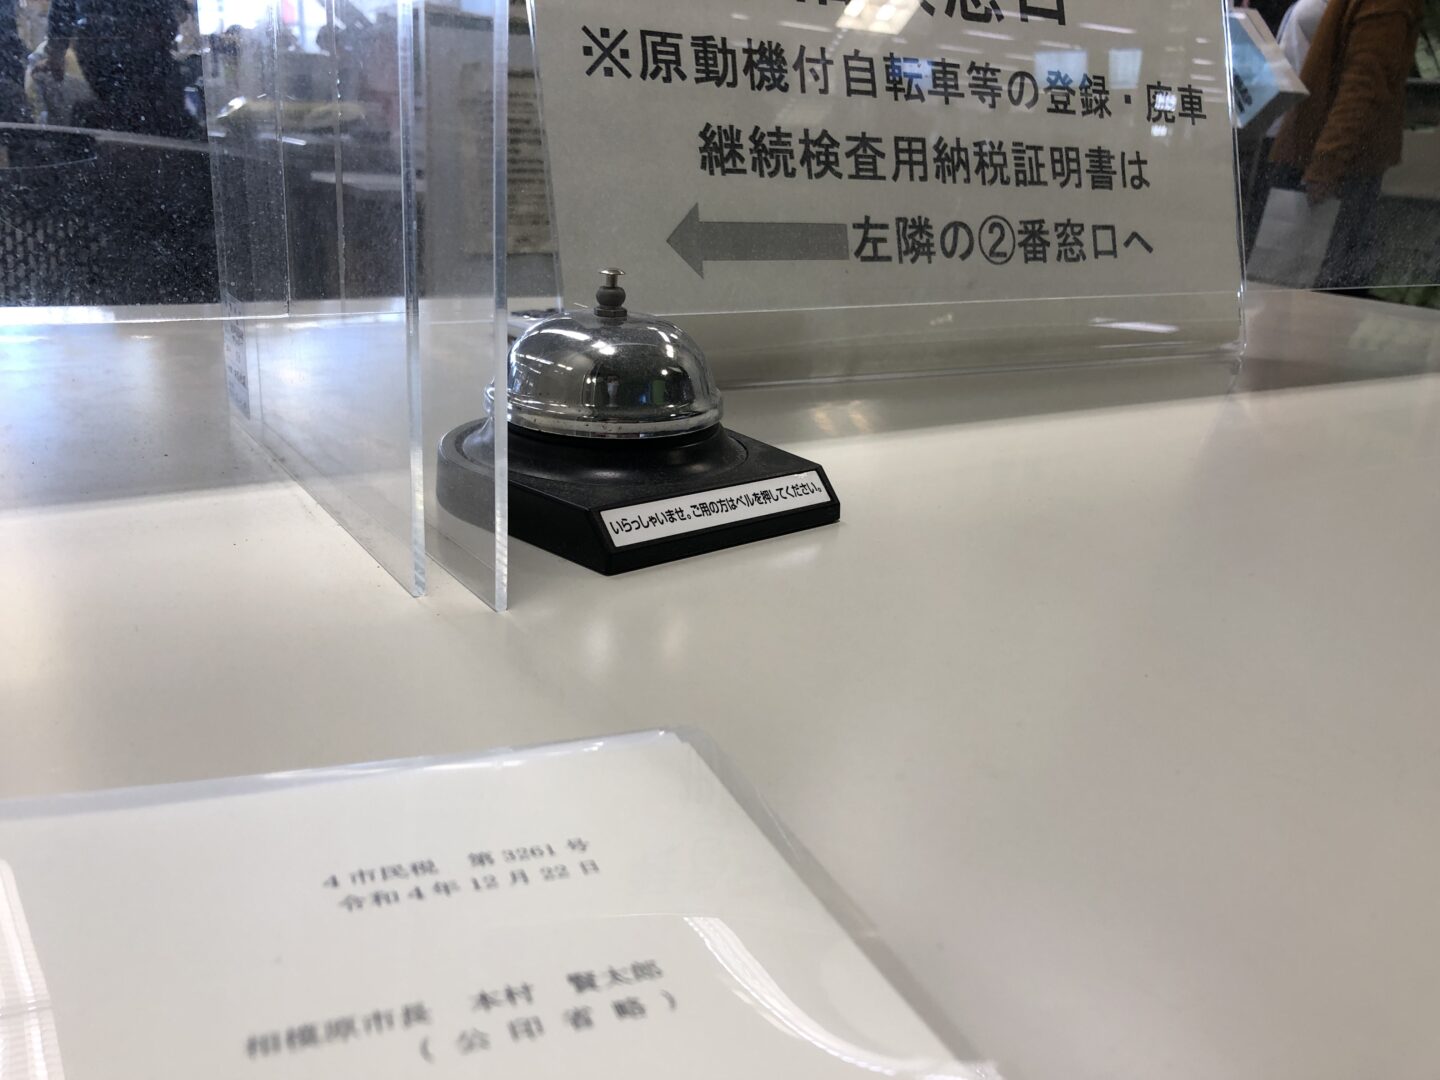 窓口
※原動機付自転車等の登録・廃車
継続検査用納税証明書は
左隣の②番窓口へ
いらっしゃいませ。ご用の方はベルを押してください。
4市民税 第3261号
令和4年12月22日
相模原市長 本村 賢太郎
(公印省略)